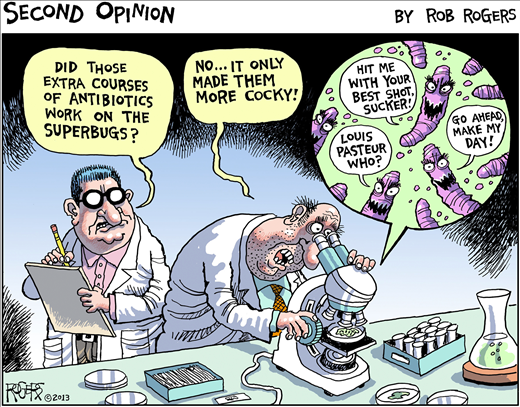 SECOND OPINION
BY ROB ROGERS
DID THOSE
EXTRA COURSES
OF ANTIBIOTICS
WORK ON THE
SUPERBUGS?
NO... IT ONLY
MADE THEM
MORE COCKY!
HIT ME
WITH YOUR
BEST SHOT,
SUCKER!
LOUIS
PASTEUR
WHO?
GO AHEAD,
MAKE MY
DAY!
ROGERS
©2013